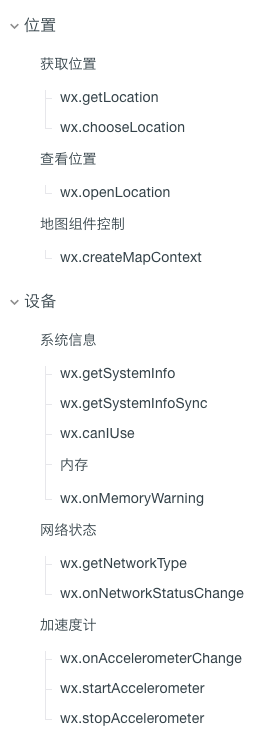 位置
获取位置
wx.getLocation
wx.chooseLocation
查看位置
wx.openLocation
地图组件控制
wx.createMapContext
设备
系统信息
wx.getSystemInfo
wx.getSystemInfoSync
wx.canIUse
内存
wx.onMemoryWarning
网络状态
wx.getNetworkType
wx.onNetworkStatusChange
加速度计
wx.onAccelerometerChange
wx.startAccelerometer
wx.stopAccelerometer